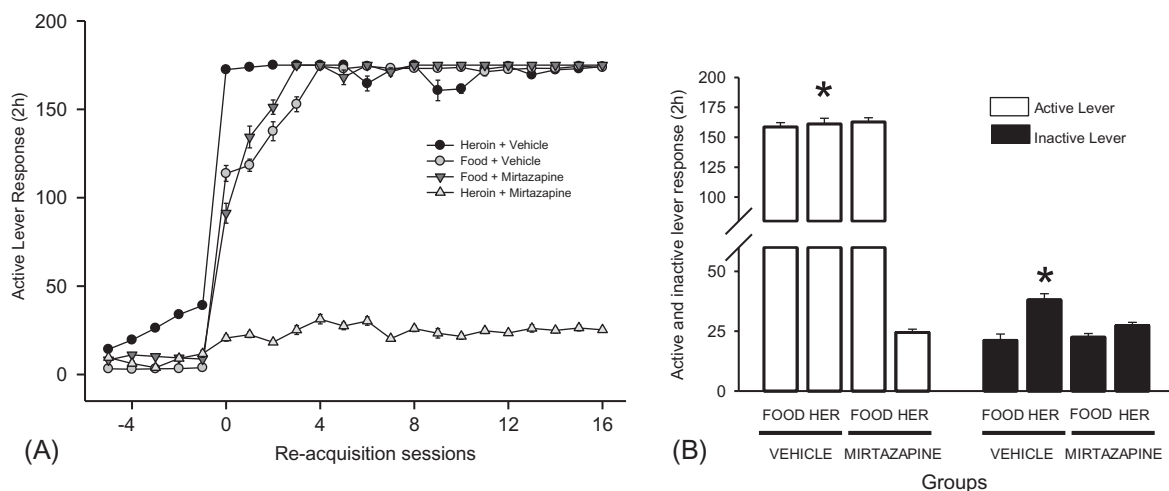 200
150
100
50
0
Active Lever Response (2h)
Heroin + Vehicle
Food + Vehicle
Food + Mirtazapine
Heroin + Mirtazapine
-4 0 4 8 12 16
Re-acquisition sessions
(A)
200
175
150
125
100
50
25
0
Active and inactive lever response (2h)
*
*
Active Lever
Inactive Lever
FOOD HER FOOD HER FOOD HER FOOD HER
VEHICLE MIRTAZAPINE VEHICLE MIRTAZAPINE
Groups
(B)